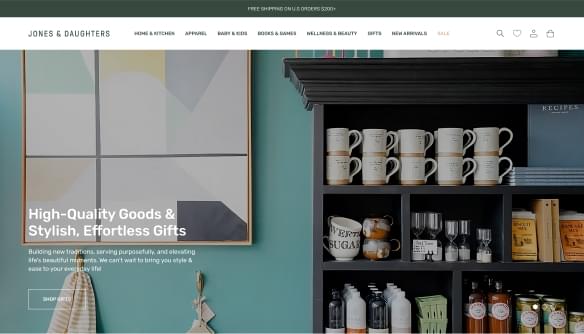 FREE SHIPPING ON U.S ORDERS $200+
JONES & DAUGHTERS
HOME & KITCHEN APPAREL BABY & KIDS BOOKS & GAMES WELLNESS & BEAUTY GIFTS NEW ARRIVALS SALE
RECIPES
High-Quality Goods &
Stylish, Effortless Gifts
Building new traditions, serving purposefully, and elevating
life's beautiful moments. We can't wait to bring you style &
ease to your everyday life!
SHOP GIFTS
SUGAR
BISCUIT
MIX